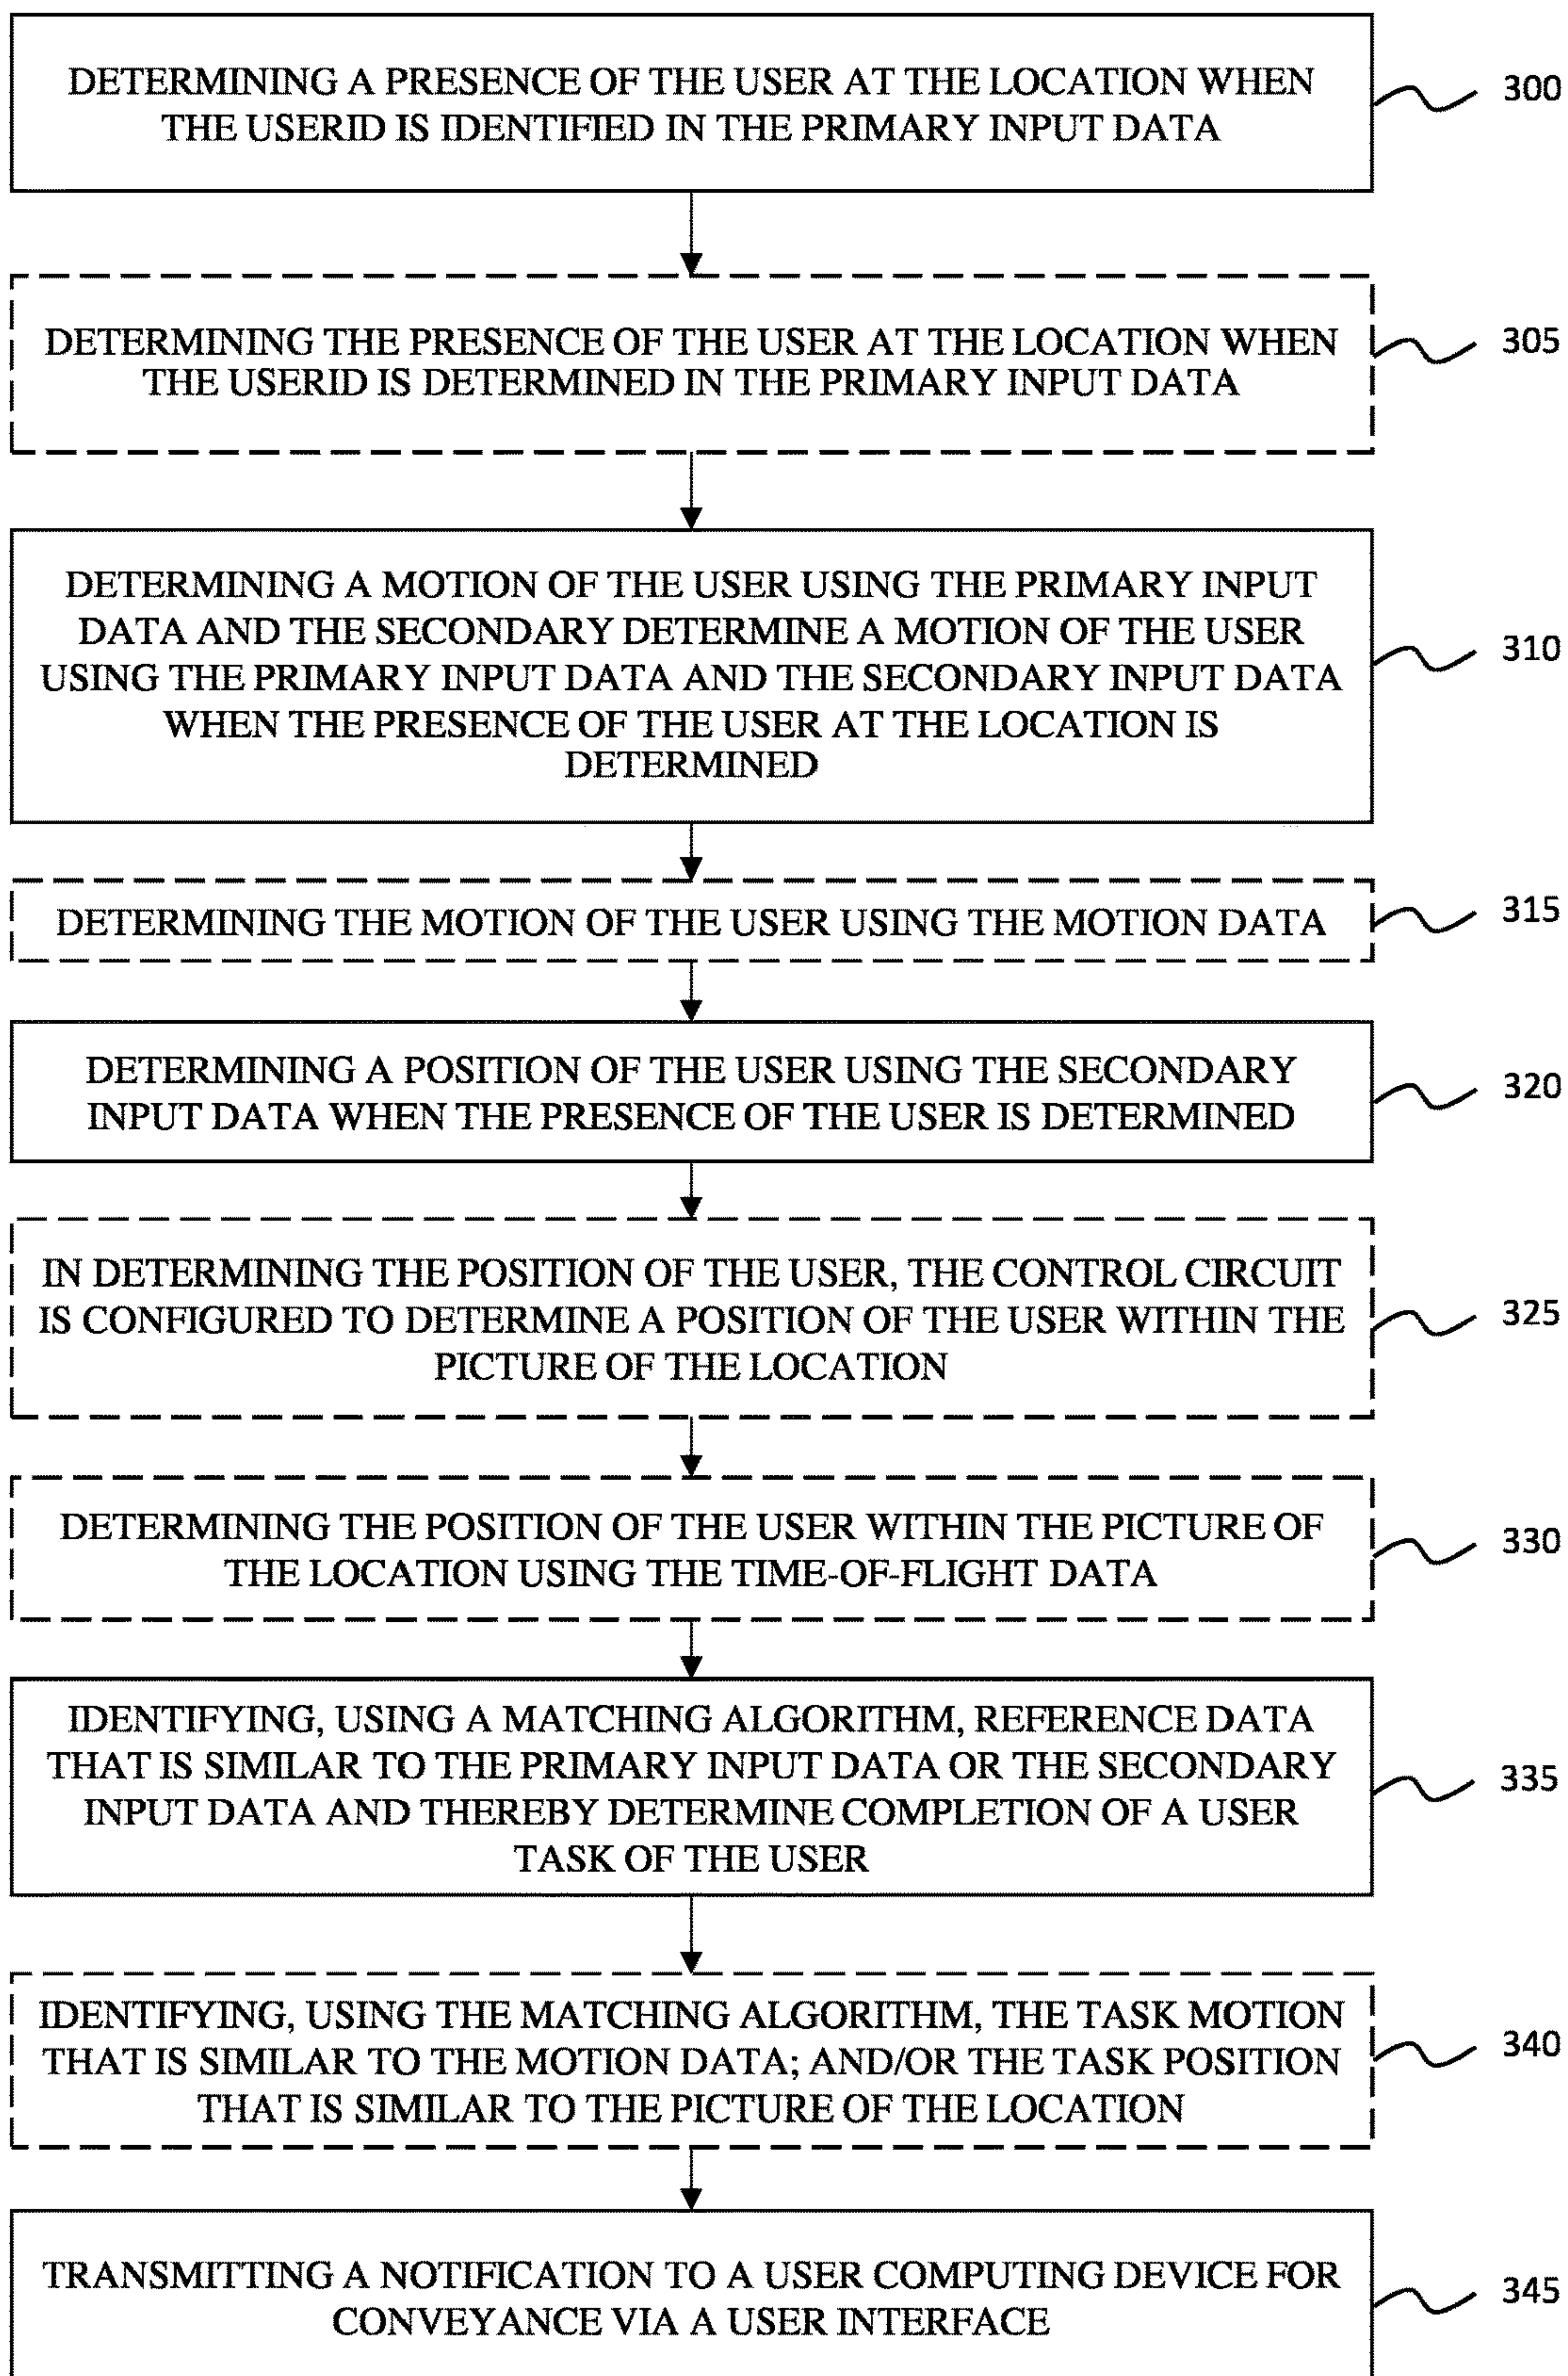 DETERMINING A PRESENCE OF THE USER AT THE LOCATION WHEN
THE USERID IS IDENTIFIED IN THE PRIMARY INPUT DATA
300
DETERMINING THE PRESENCE OF THE USER AT THE LOCATION WHEN
THE USERID IS DETERMINED IN THE PRIMARY INPUT DATA
305
DETERMINING A MOTION OF THE USER USING THE PRIMARY INPUT
DATA AND THE SECONDARY DETERMINE A MOTION OF THE USER
USING THE PRIMARY INPUT DATA AND THE SECONDARY INPUT DATA
WHEN THE PRESENCE OF THE USER AT THE LOCATION IS
DETERMINED
310
DETERMINING THE MOTION OF THE USER USING THE MOTION DATA
315
DETERMINING A POSITION OF THE USER USING THE SECONDARY
INPUT DATA WHEN THE PRESENCE OF THE USER IS DETERMINED
320
IN DETERMINING THE POSITION OF THE USER, THE CONTROL CIRCUIT
IS CONFIGURED TO DETERMINE A POSITION OF THE USER WITHIN THE
PICTURE OF THE LOCATION
325
DETERMINING THE POSITION OF THE USER WITHIN THE PICTURE OF
THE LOCATION USING THE TIME-OF-FLIGHT DATA
330
IDENTIFYING, USING A MATCHING ALGORITHM, REFERENCE DATA
THAT IS SIMILAR TO THE PRIMARY INPUT DATA OR THE SECONDARY
INPUT DATA AND THEREBY DETERMINE COMPLETION OF A USER
TASK OF THE USER
335
IDENTIFYING, USING THE MATCHING ALGORITHM, THE TASK MOTION
THAT IS SIMILAR TO THE MOTION DATA; AND/OR THE TASK POSITION
THAT IS SIMILAR TO THE PICTURE OF THE LOCATION
340
TRANSMITTING A NOTIFICATION TO A USER COMPUTING DEVICE FOR
CONVEYANCE VIA A USER INTERFACE
345